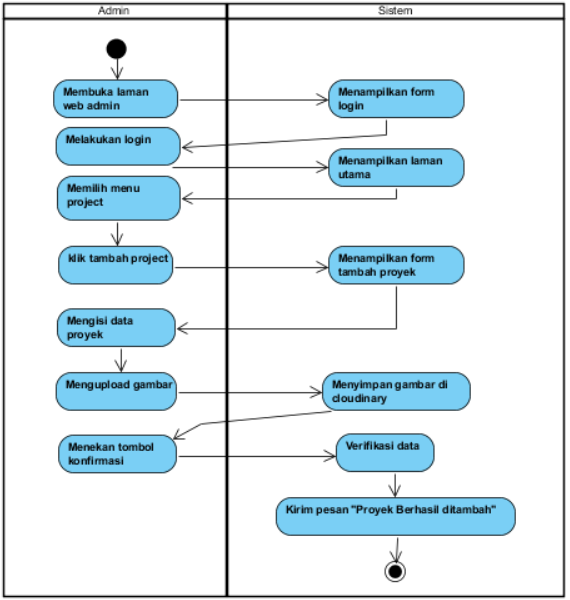 Admin
Sistem
Membuka laman
web admin
Menampilkan form
login
Melakukan login
Menampilkan laman
utama
Memilih menu
project
klik tambah project
Menampilkan form
tambah proyek
Mengisi data
proyek
Mengupload gambar
Menyimpan gambar di
cloudinary
Menekan tombol
konfirmasi
Verifikasi data
Kirim pesan "Proyek Berhasil ditambah"